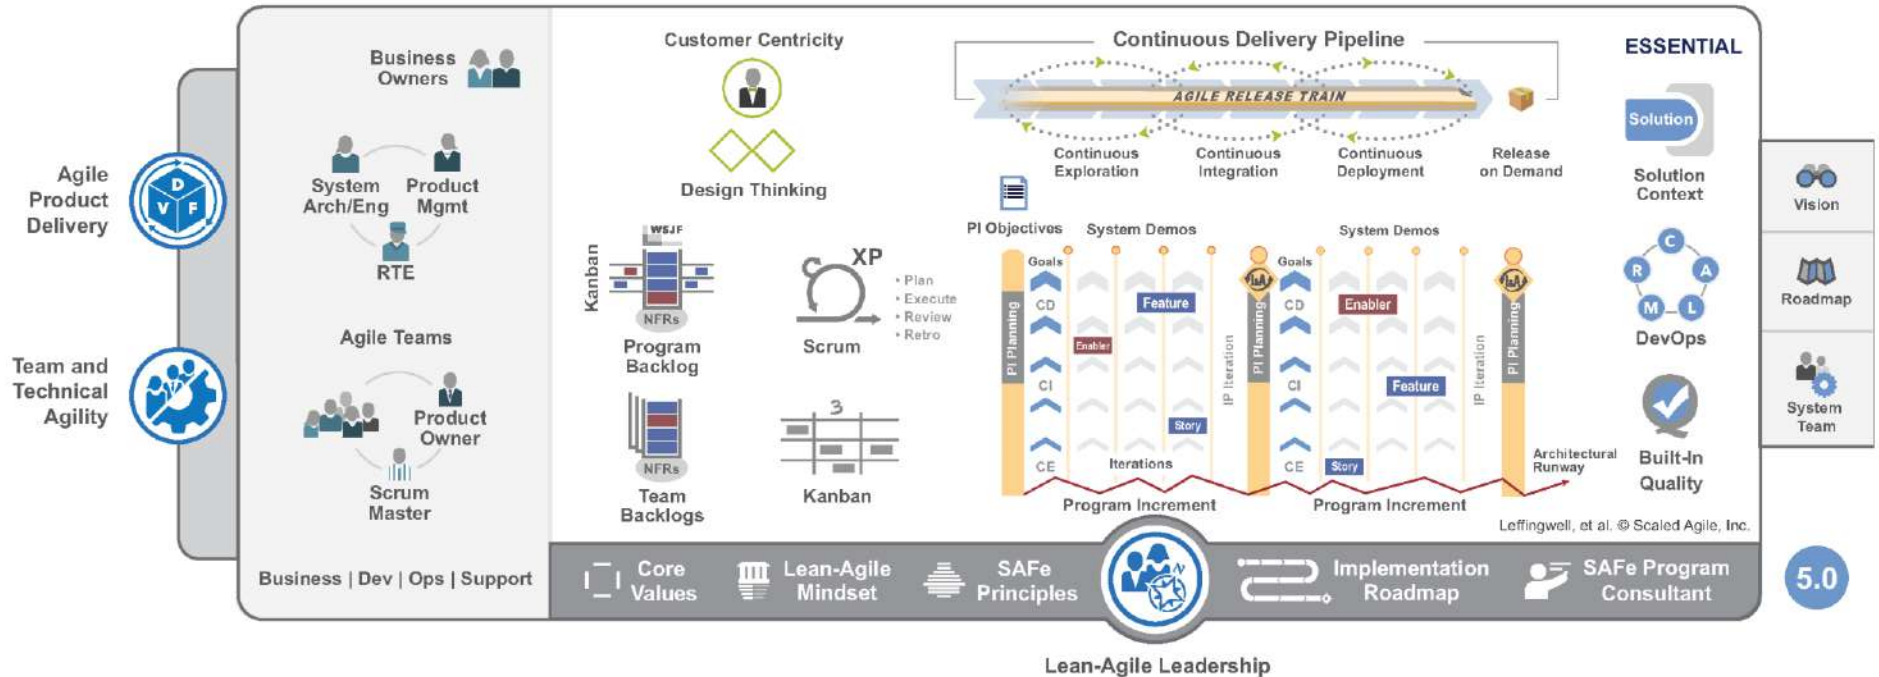 Agile
Product
Delivery
D
V F
Team and
Technical
Agility
Business
Owners
System
Arch/Eng
Product
Mgmt
RTE
Agile Teams
Product
Owner
Scrum
Master
Business | Dev | Ops | Support
Customer Centricity
Design Thinking
Kanban
WSJF
NFRs
Program
Backlog
XP
• Plan
• Execute
• Review
• Retro
Scrum
NFRs
Team
Backlogs
3
Kanban
Continuous Delivery Pipeline
AGILE RELEASE TRAIN
Continuous
Exploration
Continuous
Integration
Continuous
Deployment
Release
on Demand
PI Objectives
System Demos
System Demos
PI Planning
Goals
CD
CI
CE
Enabler
Feature
Story
Iterations
IP Iteration
I&A
PI Planning
Goals
CD
CI
CE
Enabler
Feature
Story
IP Iteration
I&A
PI Planning
Architectural
Runway
Program Increment
Program Increment
ESSENTIAL
Solution
Solution
Context
C
R A
M L
DevOps
Built-In
Quality
Leffingwell, et al. © Scaled Agile, Inc.
Vision
Roadmap
System
Team
Core
Values
Lean-Agile
Mindset
SAFe
Principles
N
Implementation
Roadmap
SAFe Program
Consultant
5.0
Lean-Agile Leadership